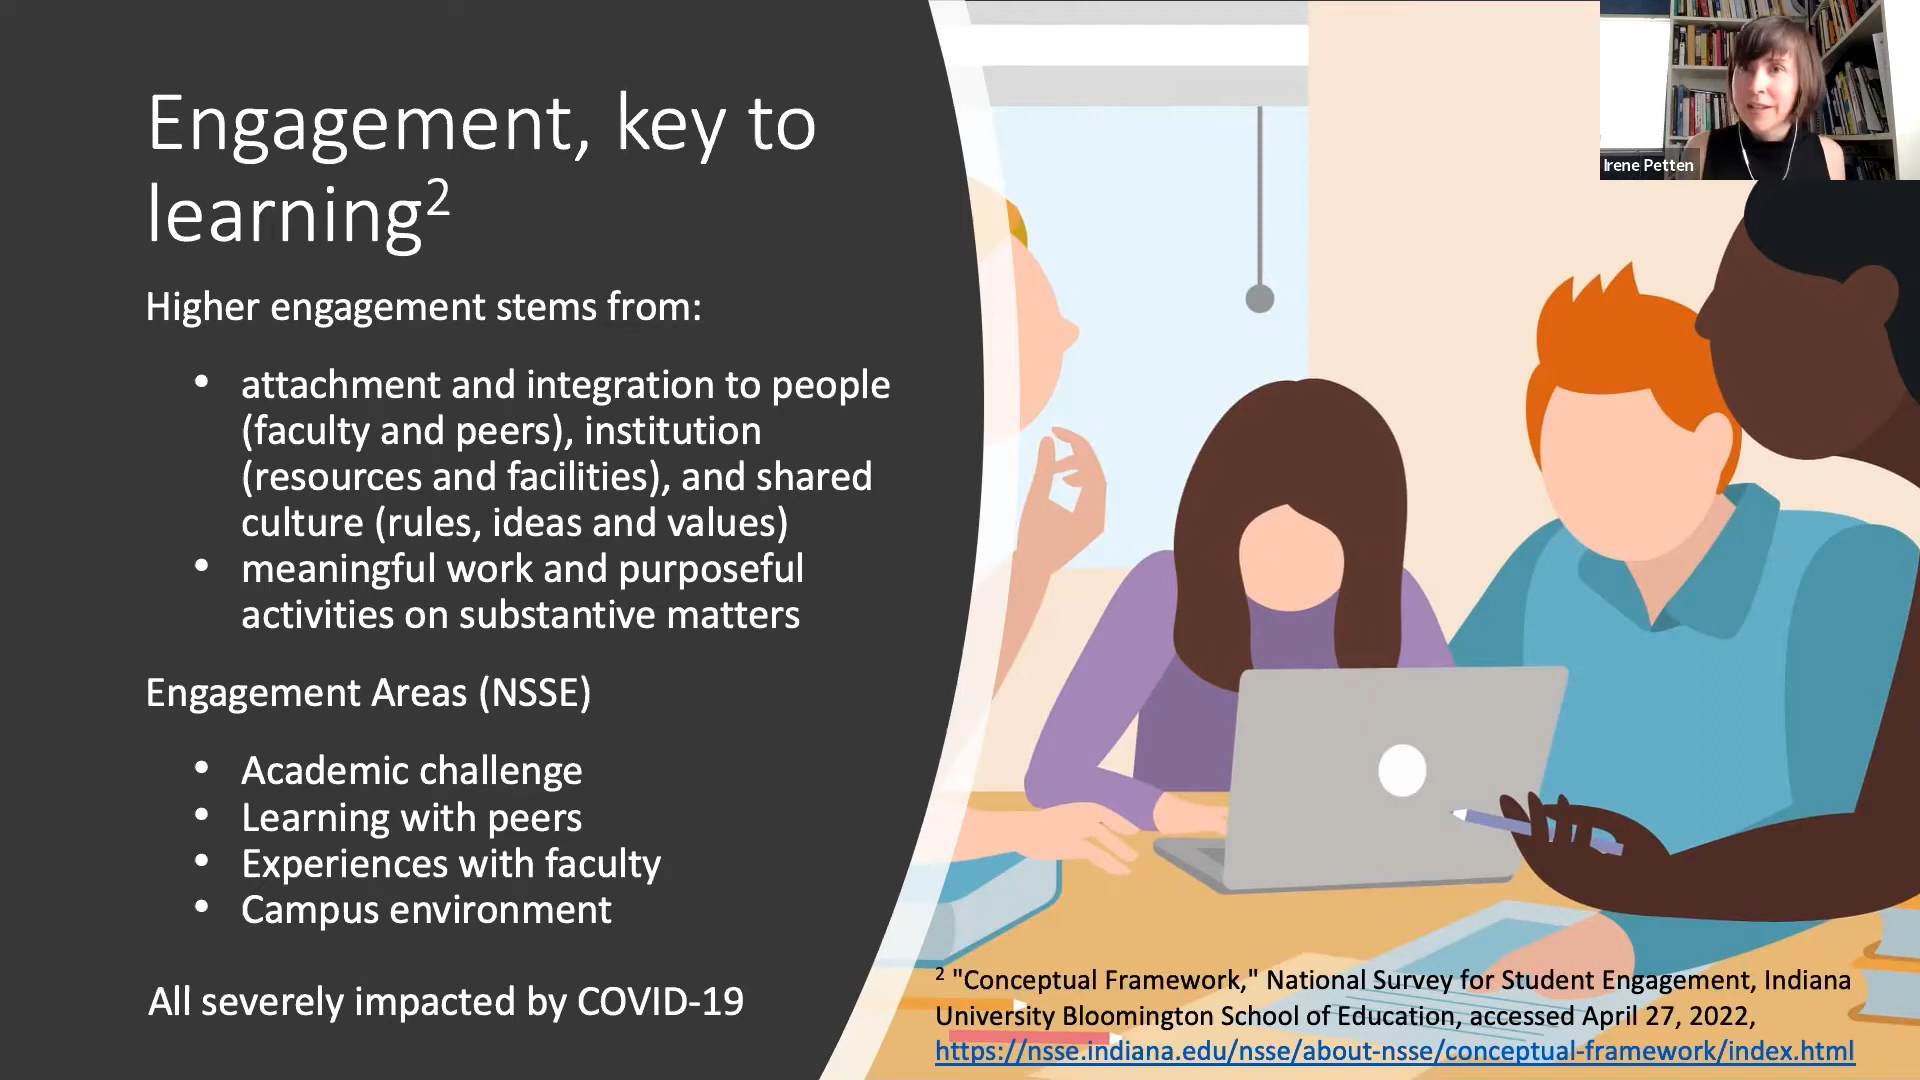 Engagement, key to
learning²
Higher engagement stems from:
• attachment and integration to people
(faculty and peers), institution
(resources and facilities), and shared
culture (rules, ideas and values)
• meaningful work and purposeful
activities on substantive matters
Engagement Areas (NSSE)
• Academic challenge
• Learning with peers
• Experiences with faculty
• Campus environment
All severely impacted by COVID-19
Irene Petten
² "Conceptual Framework," National Survey for Student Engagement, Indiana
University Bloomington School of Education, accessed April 27, 2022,
https://nsse.indiana.edu/nsse/about-nsse/conceptual-framework/index.html